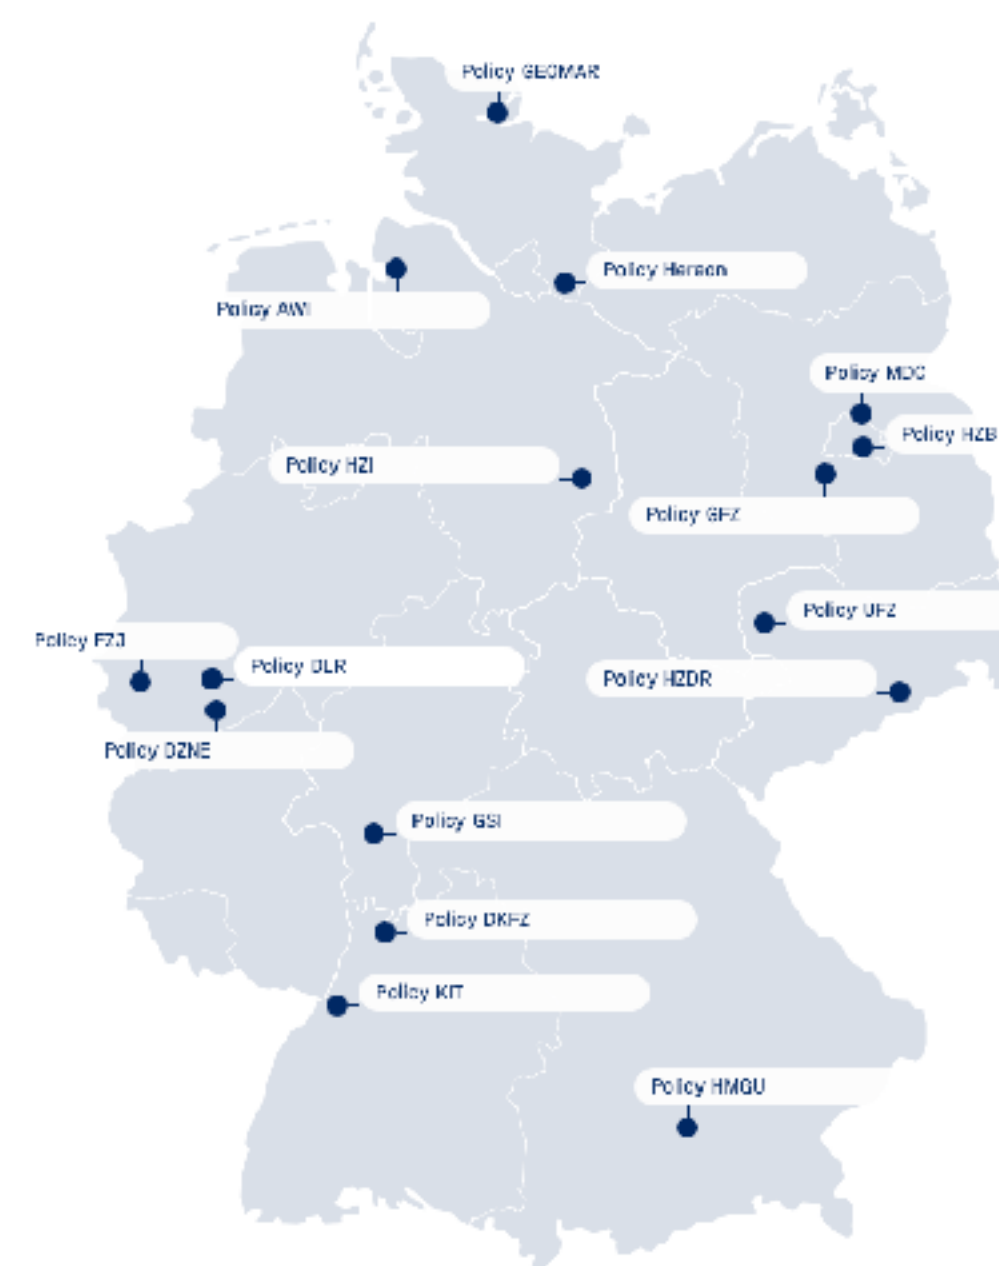 Policy GEOMAR
Policy Hereon
Policy AWI
Policy MDC
Policy HZB
Policy HZI
Policy GFZ
Policy UFZ
Policy FZJ
Policy DLR
Policy HZDR
Policy DZNE
Policy GSI
Policy DKFZ
Policy KIT
Policy HMGU